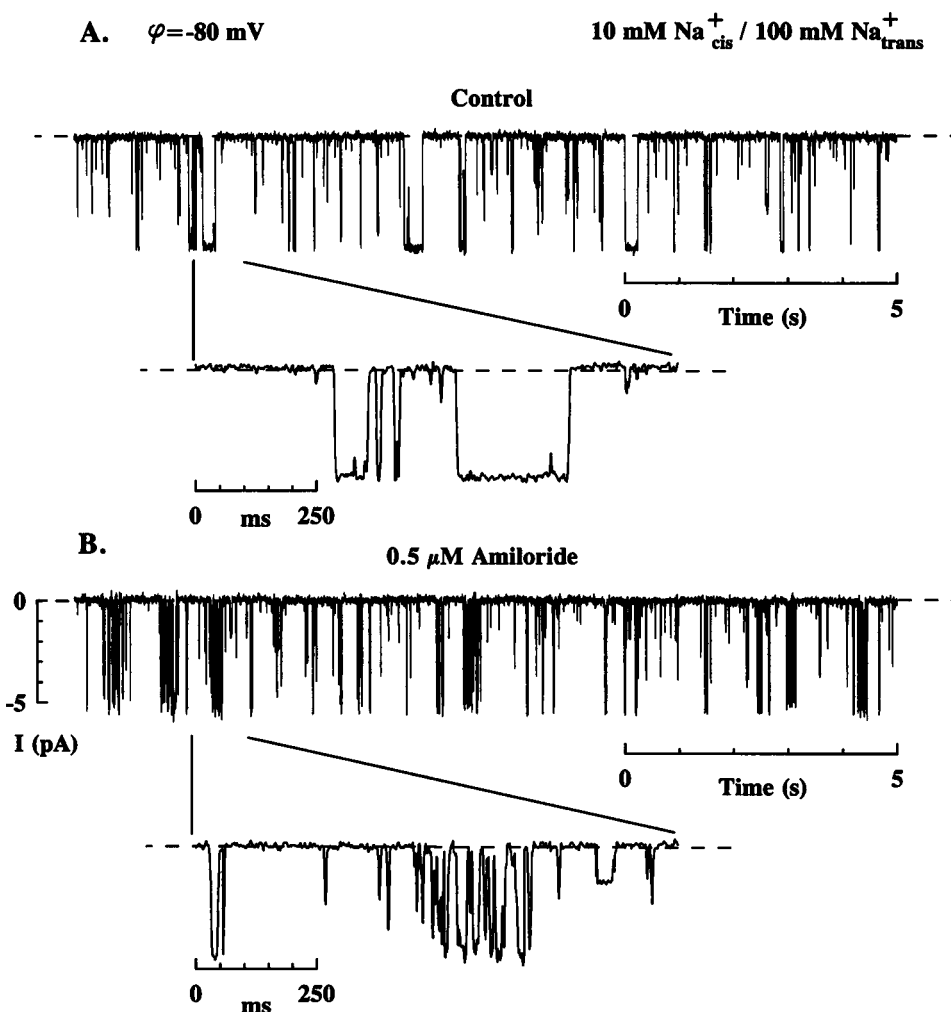 A. φ=-80 mV 10 mM Na+cis / 100 mM Na+trans
Control
0 5
Time (s)
0 ms 250
B. 0.5 μM Amiloride
0
-5
I (pA)
0 5
Time (s)
0 ms 250